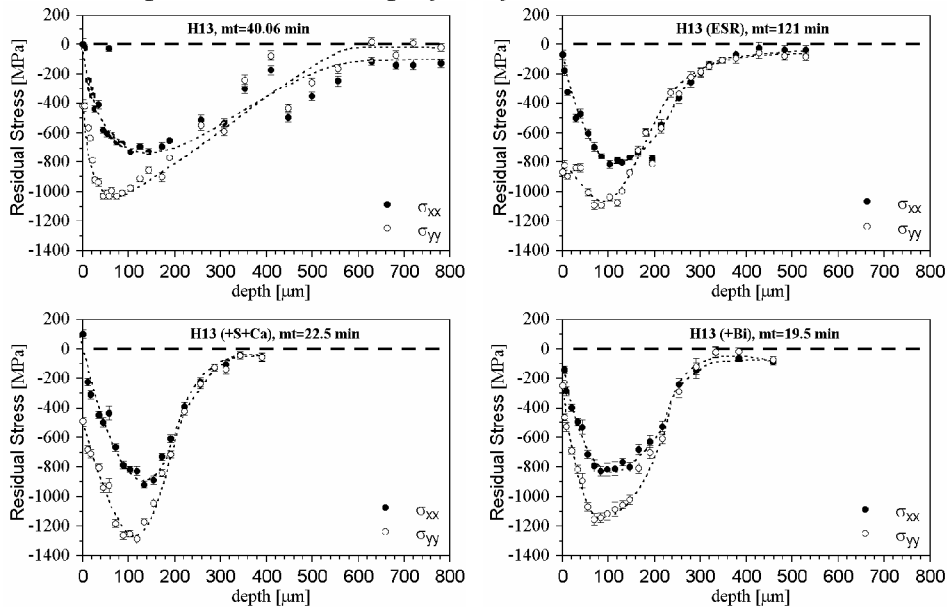 H13, mt=40.06 min
Residual Stress [MPa]
200
0
-200
-400
-600
-800
-1000
-1200
-1400
σxx
σyy
0 100 200 300 400 500 600 700 800
depth [μm]
H13 (ESR), mt=121 min
Residual Stress [MPa]
200
0
-200
-400
-600
-800
-1000
-1200
-1400
σxx
σyy
0 100 200 300 400 500 600 700 800
depth [μm]
H13 (+S+Ca), mt=22.5 min
Residual Stress [MPa]
200
0
-200
-400
-600
-800
-1000
-1200
-1400
σxx
σyy
0 100 200 300 400 500 600 700 800
depth [μm]
H13 (+Bi), mt=19.5 min
Residual Stress [MPa]
200
0
-200
-400
-600
-800
-1000
-1200
-1400
σxx
σyy
0 100 200 300 400 500 600 700 800
depth [μm]